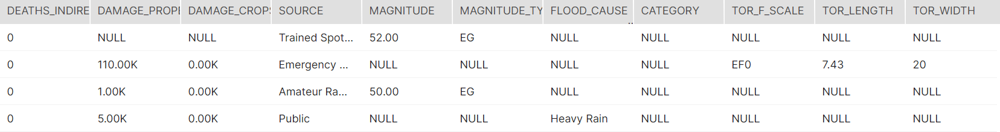 DEATHS_INDIRE DAMAGE_PROPE DAMAGE_CROPS SOURCE MAGNITUDE MAGNITUDE_TY FLOOD_CAUSE CATEGORY TOR_F_SCALE TOR_LENGTH TOR_WIDTH
0 NULL NULL Trained Spot... 52.00 EG NULL NULL NULL NULL NULL
0 110.00K 0.00K Emergency ... NULL NULL NULL NULL EF0 7.43 20
0 1.00K 0.00K Amateur Ra... 50.00 EG NULL NULL NULL NULL NULL
0 5.00K 0.00K Public NULL NULL Heavy Rain NULL NULL NULL NULL